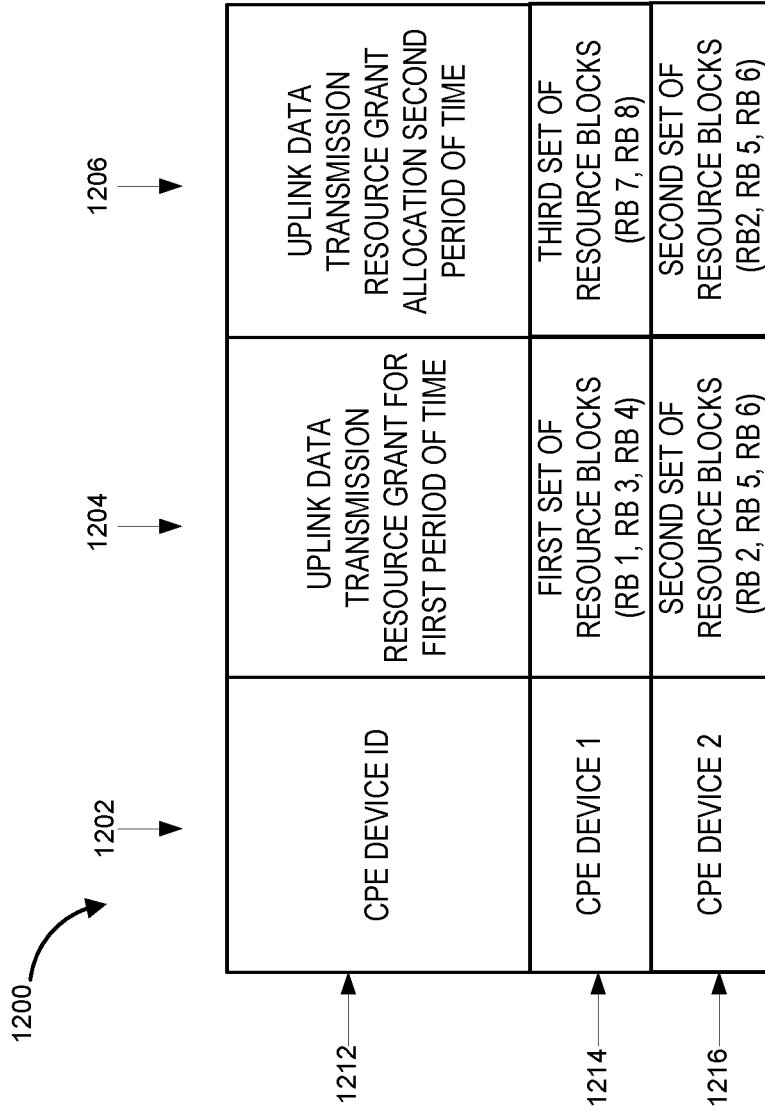 1200
1202
1204
1206
1212
CPE DEVICE ID
UPLINK DATA
TRANSMISSION
RESOURCE GRANT FOR
FIRST PERIOD OF TIME
UPLINK DATA
TRANSMISSION
RESOURCE GRANT
ALLOCATION SECOND
PERIOD OF TIME
1214
CPE DEVICE 1
FIRST SET OF
RESOURCE BLOCKS
(RB 1, RB 3, RB 4)
THIRD SET OF
RESOURCE BLOCKS
(RB 7, RB 8)
1216
CPE DEVICE 2
SECOND SET OF
RESOURCE BLOCKS
(RB 2, RB 5, RB 6)
SECOND SET OF
RESOURCE BLOCKS
(RB2, RB 5, RB 6)